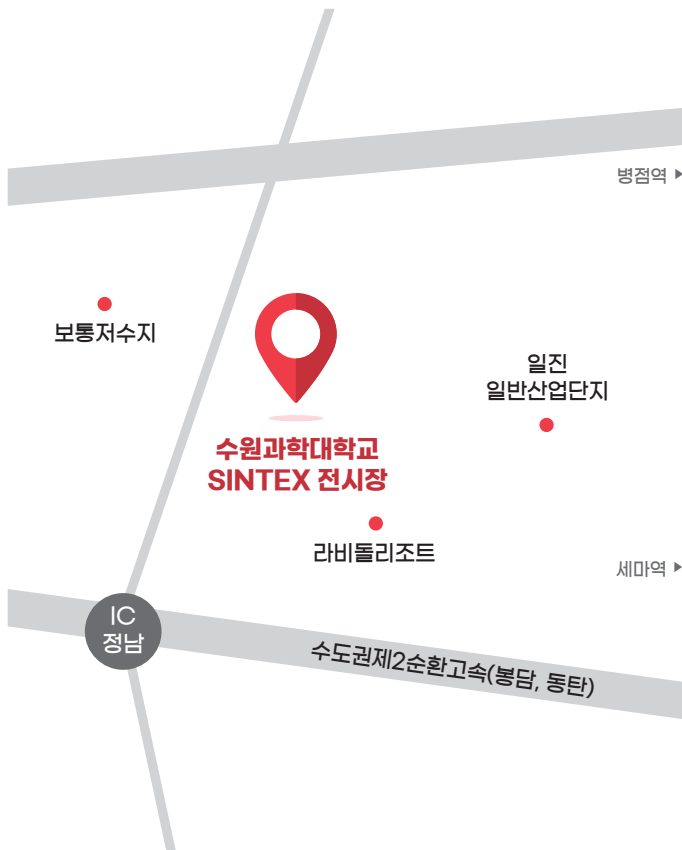 병점역
보통저수지
일진
일반산업단지
수원과학대학교
SINTEX 전시장
라비돌리조트
세마역
IC
정남
수도권제2순환고속(봉담, 동탄)